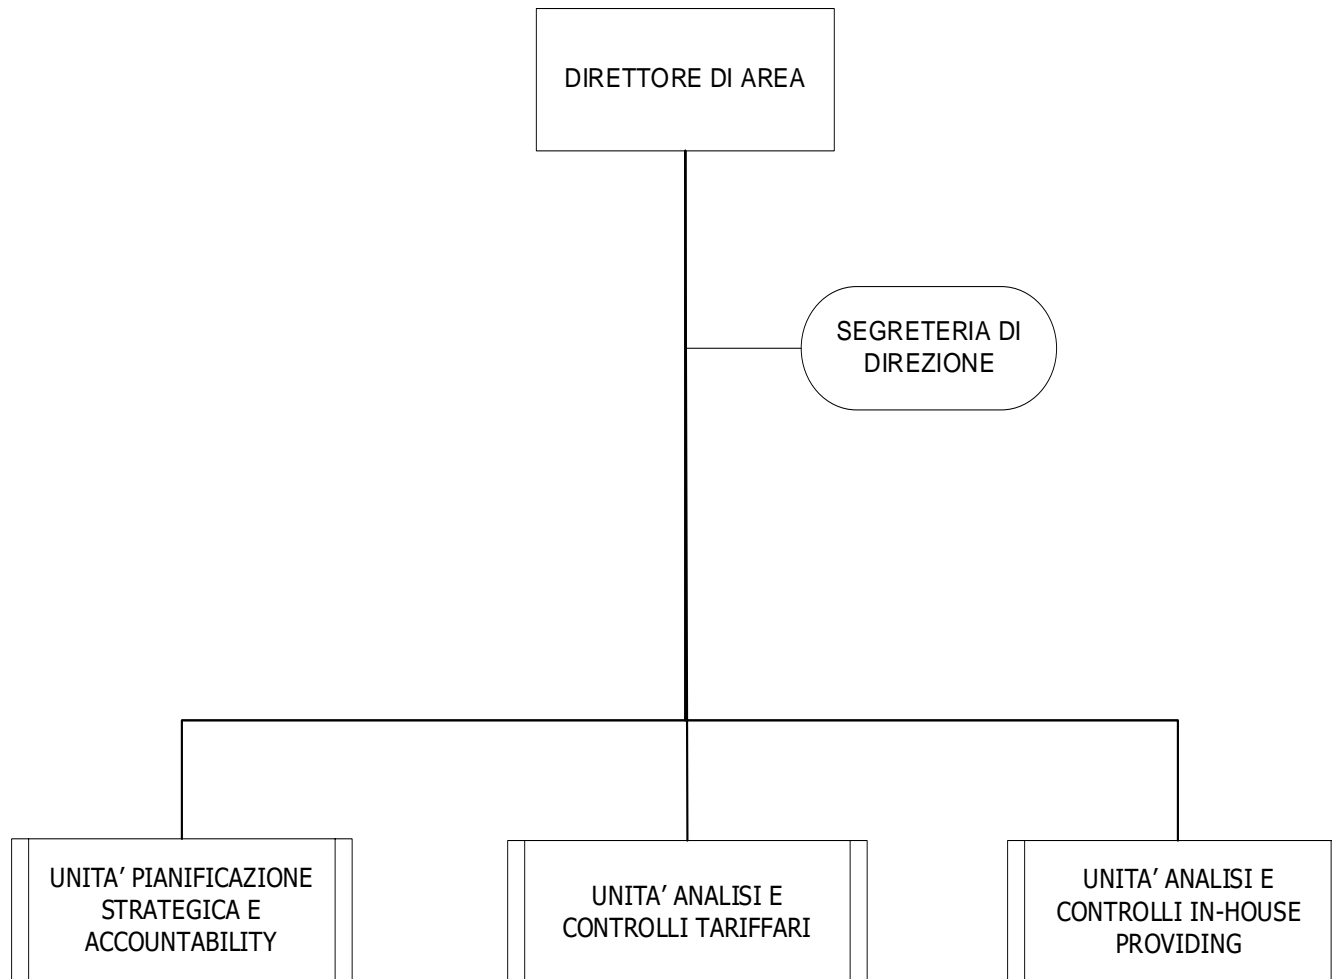 DIRETTORE DI AREA
SEGRETERIA DI
DIREZIONE
UNITA’ PIANIFICAZIONE
STRATEGICA E
ACCOUNTABILITY
UNITA’ ANALISI E
CONTROLLI TARIFFARI
UNITA’ ANALISI E
CONTROLLI IN-HOUSE
PROVIDING